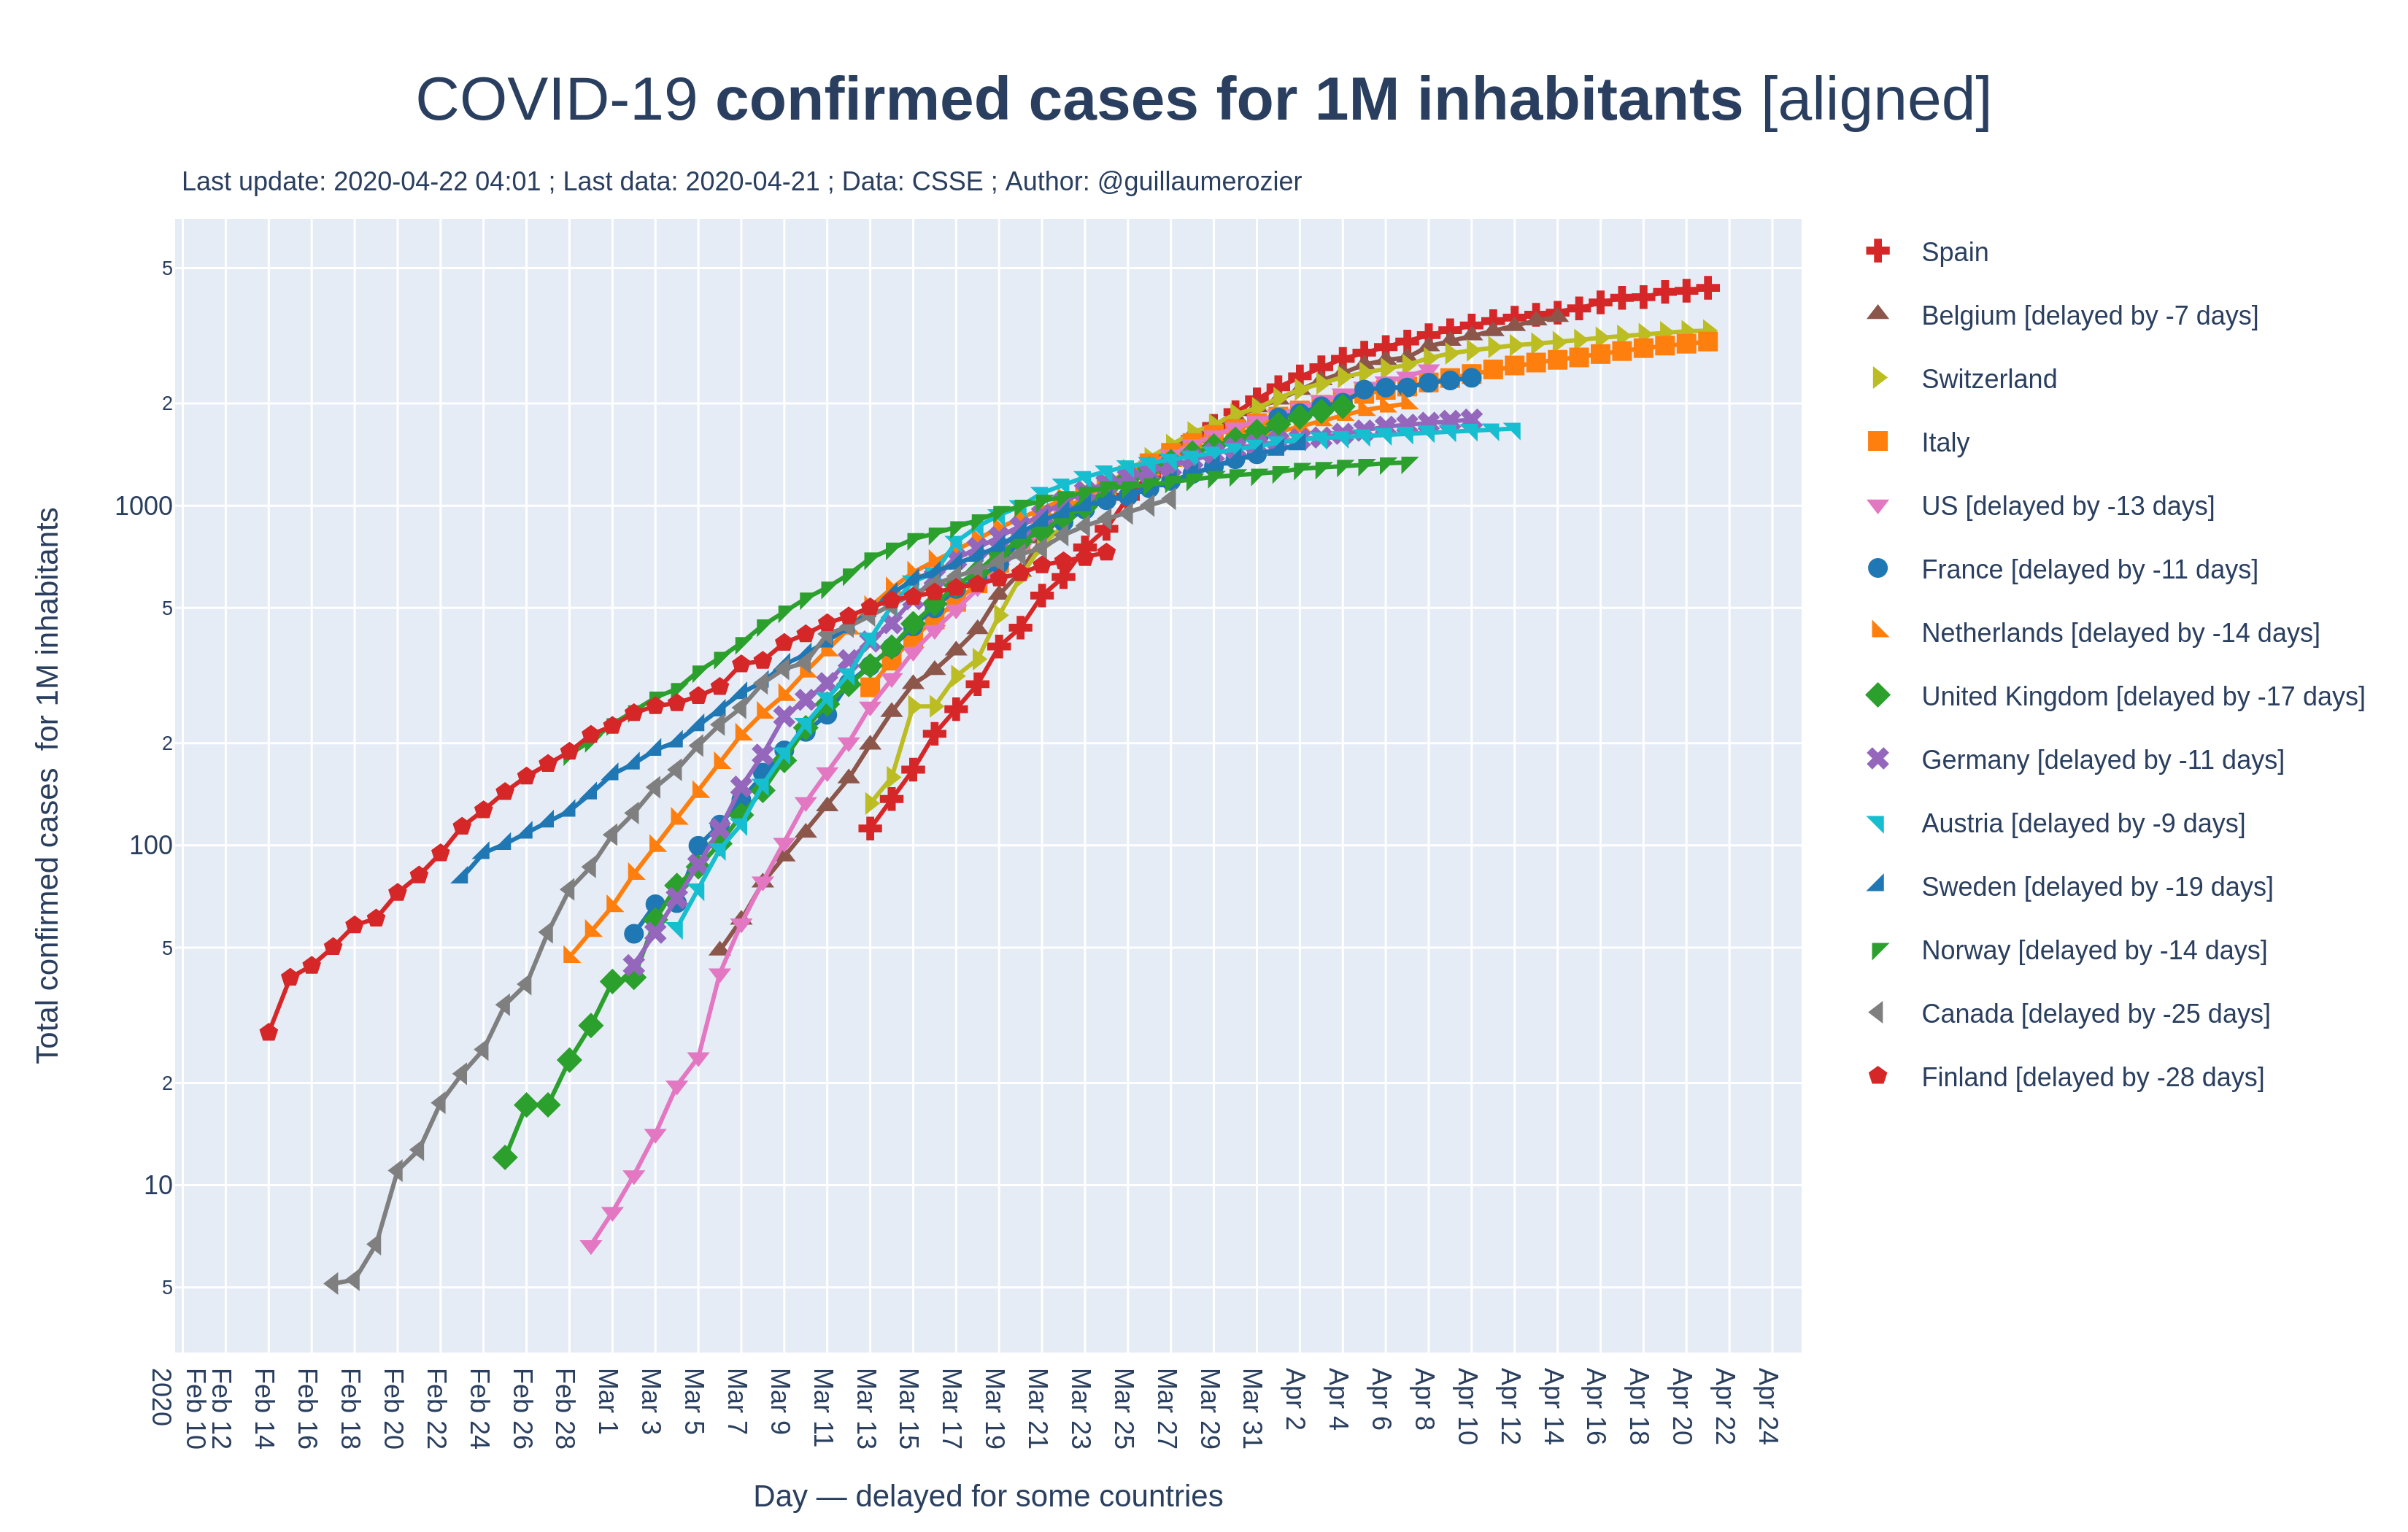 COVID-19 confirmed cases for 1M inhabitants [aligned]
Last update: 2020-04-22 04:01 ; Last data: 2020-04-21 ; Data: CSSE ; Author: @guillaumerozier
Total confirmed cases for 1M inhabitants
5
2
1000
5
2
100
5
2
10
5
Feb 10
2020
Feb 12
Feb 14
Feb 16
Feb 18
Feb 20
Feb 22
Feb 24
Feb 26
Feb 28
Mar 1
Mar 3
Mar 5
Mar 7
Mar 9
Mar 11
Mar 13
Mar 15
Mar 17
Mar 19
Mar 21
Mar 23
Mar 25
Mar 27
Mar 29
Mar 31
Apr 2
Apr 4
Apr 6
Apr 8
Apr 10
Apr 12
Apr 14
Apr 16
Apr 18
Apr 20
Apr 22
Apr 24
Day — delayed for some countries
Spain
Belgium [delayed by -7 days]
Switzerland
Italy
US [delayed by -13 days]
France [delayed by -11 days]
Netherlands [delayed by -14 days]
United Kingdom [delayed by -17 days]
Germany [delayed by -11 days]
Austria [delayed by -9 days]
Sweden [delayed by -19 days]
Norway [delayed by -14 days]
Canada [delayed by -25 days]
Finland [delayed by -28 days]